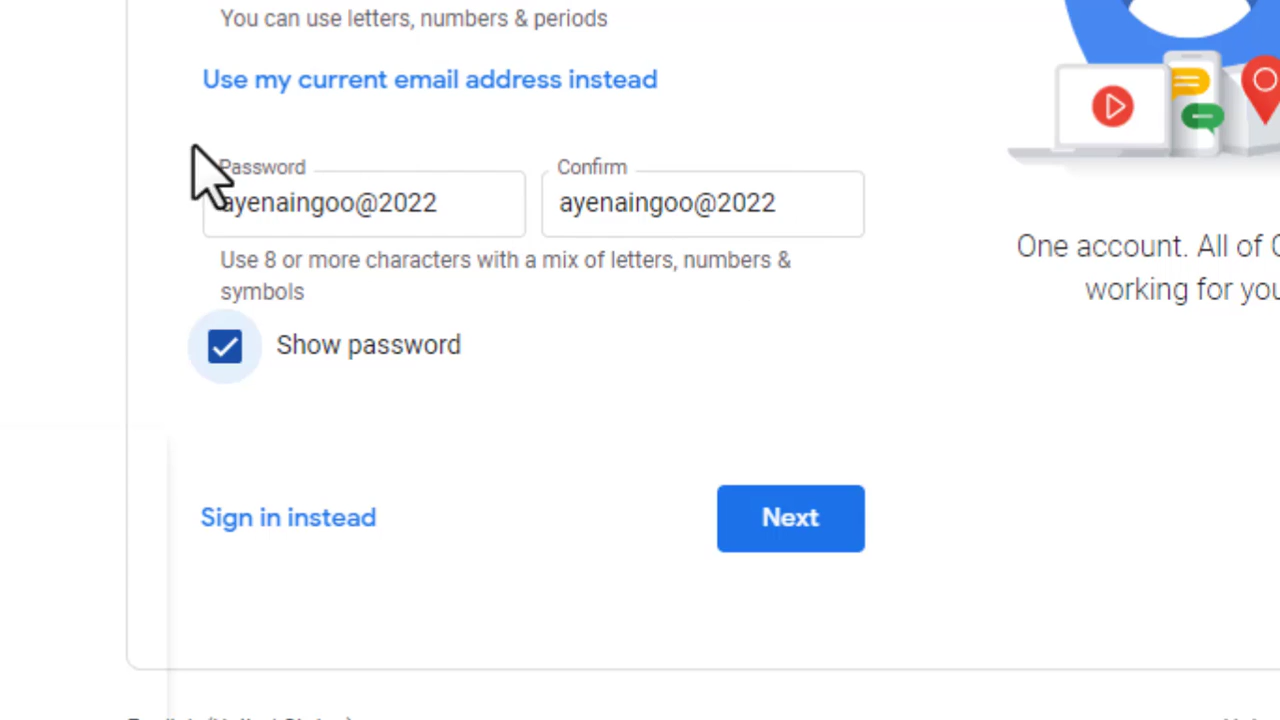 You can use letters, numbers & periods
Use my current email address instead
Password
Confirm
ayenaingoo@2022
ayenaingoo@2022
Use 8 or more characters with a mix of letters, numbers &
symbols
Show password
One account. All of
working for you
Sign in instead
Next